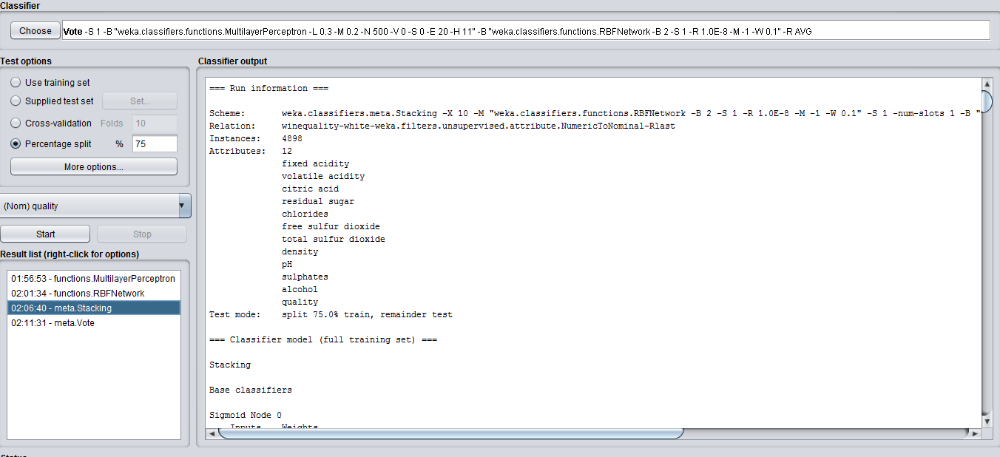 Classifier
Choose
Vote -S 1 -B "weka.classifiers.functions.MultilayerPerceptron -L 0.3 -M 0.2 -N 500 -V 0 -S 0 -E 20 -H 11" -B "weka.classifiers.functions.RBFNetwork -B 2 -S 1 -R 1.0E-8 -M -1 -W 0.1" -R AVG
Test options
Use training set
Supplied test set
Set...
Cross-validation Folds 10
Percentage split % 75
More options...
(Nom) quality
Start
Stop
Result list (right-click for options)
01:56:53 - functions.MultilayerPerceptron
02:01:34 - functions.RBFNetwork
02:06:40 - meta.Stacking
02:11:31 - meta.Vote
Classifier output
=== Run information ===
Scheme: weka.classifiers.meta.Stacking -X 10 -M "weka.classifiers.functions.RBFNetwork -B 2 -S 1 -R 1.0E-8 -M -1 -W 0.1" -S 1 -num-slots 1 -B "
Relation: winequality-white-weka.filters.unsupervised.attribute.NumericToNominal-Rlast
Instances: 4898
Attributes: 12
fixed acidity
volatile acidity
citric acid
residual sugar
chlorides
free sulfur dioxide
total sulfur dioxide
density
pH
sulphates
alcohol
quality
Test mode: split 75.0% train, remainder test
=== Classifier model (full training set) ===
Stacking
Base classifiers
Sigmoid Node 0
Inputs Weights
Status